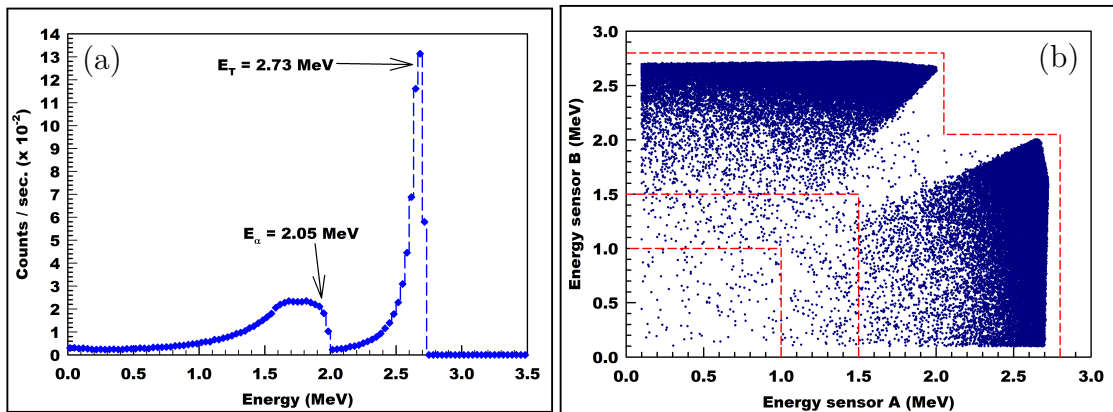 (a)
Counts / sec. (x 10⁻²)
14
13
12
11
10
9
8
7
6
5
4
3
2
1
0
E_T = 2.73 MeV
E_α = 2.05 MeV
0.0 0.5 1.0 1.5 2.0 2.5 3.0 3.5
Energy (MeV)
(b)
Energy sensor B (MeV)
3.0
2.5
2.0
1.5
1.0
0.5
0.0
0.0 0.5 1.0 1.5 2.0 2.5 3.0
Energy sensor A (MeV)